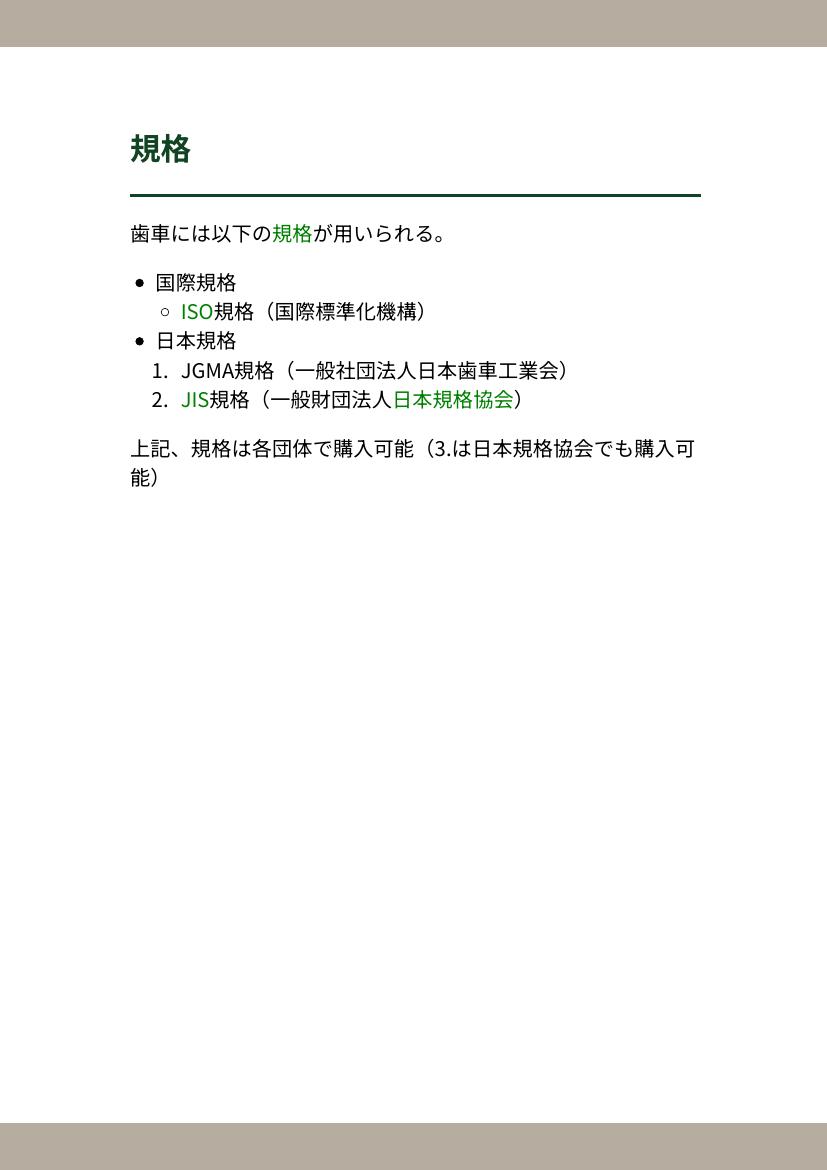 規格
歯車には以下の規格が用いられる。
• 国際規格
○ ISO規格（国際標準化機構）
• 日本規格
1. JGMA規格（一般社団法人日本歯車工業会）
2. JIS規格（一般財団法人日本規格協会）
上記、規格は各団体で購入可能（3.は日本規格協会でも購入可
能）